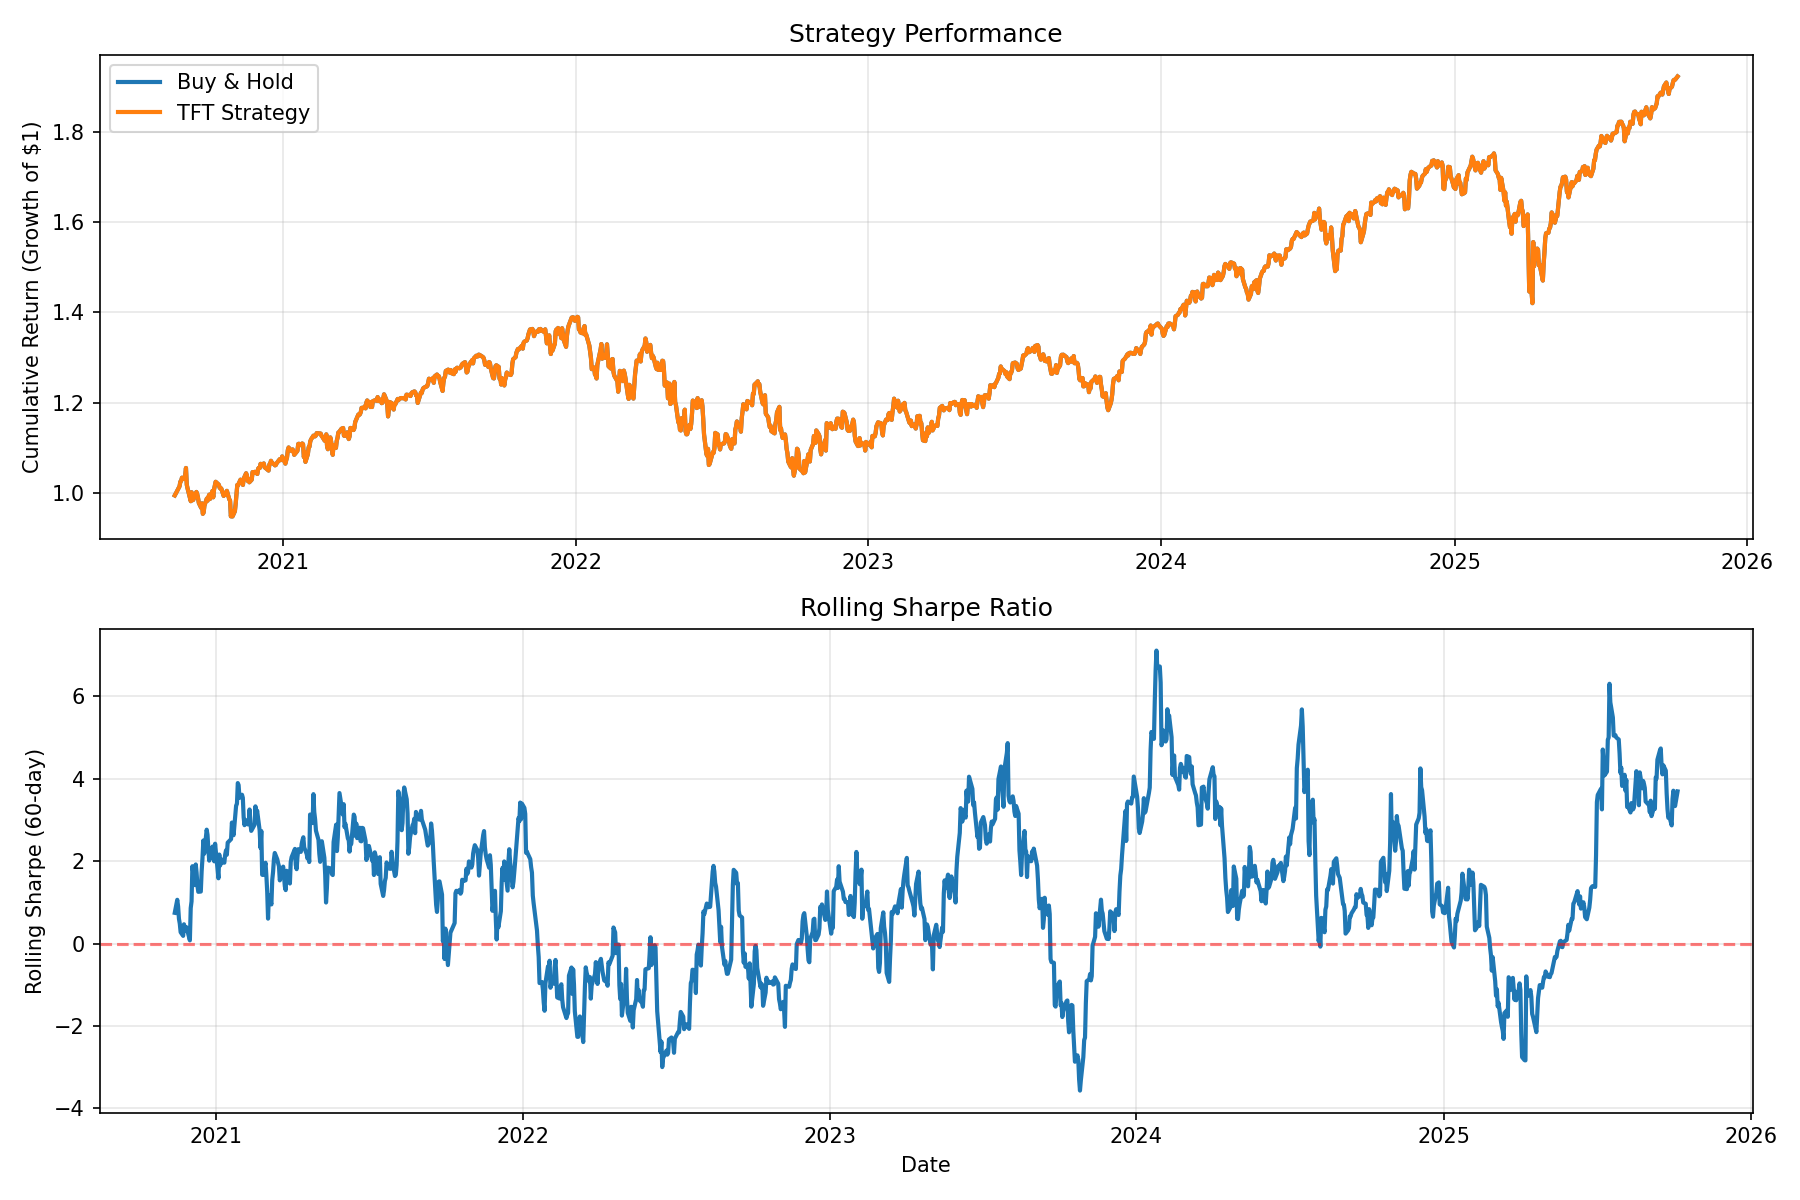 Strategy Performance
Buy & Hold
TFT Strategy
Cumulative Return (Growth of $1)
1.8
1.6
1.4
1.2
1.0
2021 2022 2023 2024 2025 2026
Rolling Sharpe Ratio
Rolling Sharpe (60-day)
6
4
2
0
−2
−4
2021 2022 2023 2024 2025 2026
Date